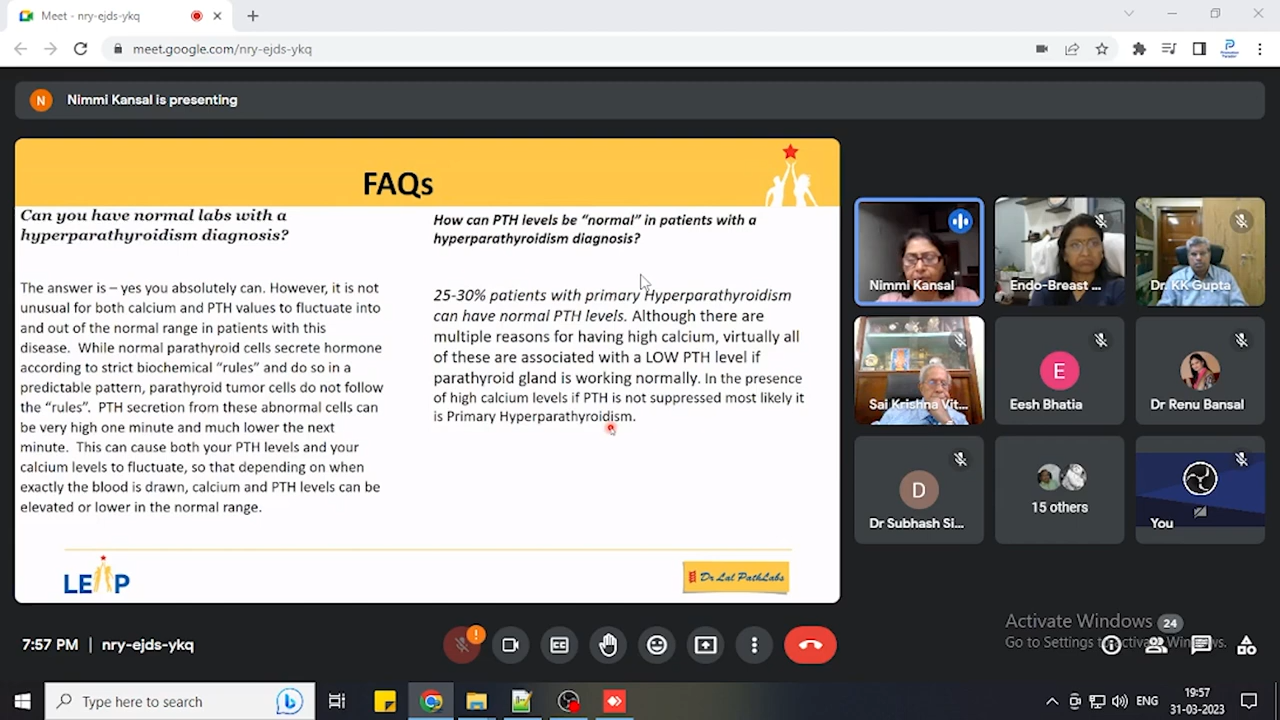 Meet - nry-ejds-ykq
meet.google.com/nry-ejds-ykq
N
Nimmi Kansal is presenting
FAQs
Can you have normal labs with a
hyperparathyroidism diagnosis?
The answer is – yes you absolutely can. However, it is not
unusual for both calcium and PTH values to fluctuate into
and out of the normal range in patients with this
disease. While normal parathyroid cells secrete hormone
according to strict biochemical “rules” and do so in a
predictable pattern, parathyroid tumor cells do not follow
the “rules”. PTH secretion from these abnormal cells can
be very high one minute and much lower the next
minute. This can cause both your PTH levels and your
calcium levels to fluctuate, so that depending on when
exactly the blood is drawn, calcium and PTH levels can be
elevated or lower in the normal range.
How can PTH levels be “normal” in patients with a
hyperparathyroidism diagnosis?
25-30% patients with primary Hyperparathyroidism
can have normal PTH levels. Although there are
multiple reasons for having high calcium, virtually all
of these are associated with a LOW PTH level if
parathyroid gland is working normally. In the presence
of high calcium levels if PTH is not suppressed most likely it
is Primary Hyperparathyroidism.
LEAP
Dr Lal PathLabs
Nimmi Kansal
Endo-Breast ...
Dr. KK Gupta
Sai Krishna Vit...
E
Eesh Bhatia
Dr Renu Bansal
D
Dr Subhash Si...
15 others
You
7:57 PM | nry-ejds-ykq
Activate Windows
24
Go to Settings to activate Windows.
Type here to search
ENG
19:57
31-03-2023